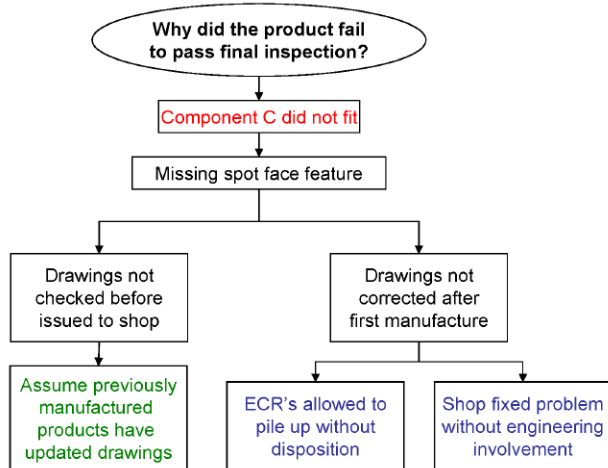 Why did the product fail
to pass final inspection?
Component C did not fit
Missing spot face feature
Drawings not
checked before
issued to shop
Drawings not
corrected after
first manufacture
Assume previously
manufactured
products have
updated drawings
ECR's allowed to
pile up without
disposition
Shop fixed problem
without engineering
involvement